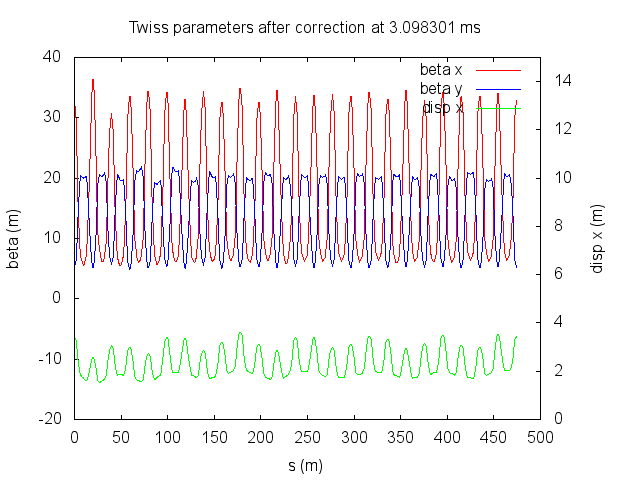 Twiss parameters after correction at 3.098301 ms
beta x
beta y
disp x
40
30
20
10
0
-10
-20
14
12
10
8
6
4
2
0
0 50 100 150 200 250 300 350 400 450 500
beta (m)
disp x (m)
s (m)